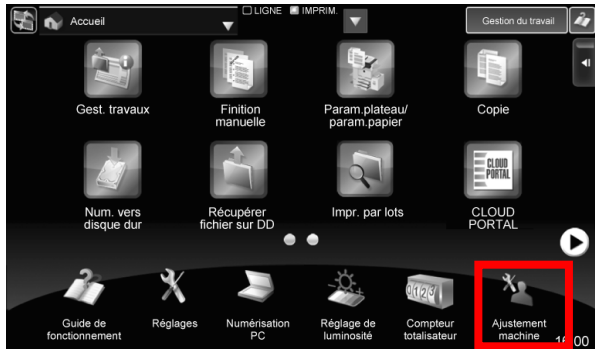 Accueil
LIGNE IMPRIM.
Gestion du travail
Gest. travaux
Finition
manuelle
Param.plateau/
param.papier
Copie
CLOUD
PORTAL
Num. vers
disque dur
Récupérer
fichier sur DD
Impr. par lots
CLOUD
PORTAL
Guide de
fonctionnement
Réglages
Numérisation
PC
Réglage de
luminosité
0123
Compteur
totalisateur
Ajustement
machine